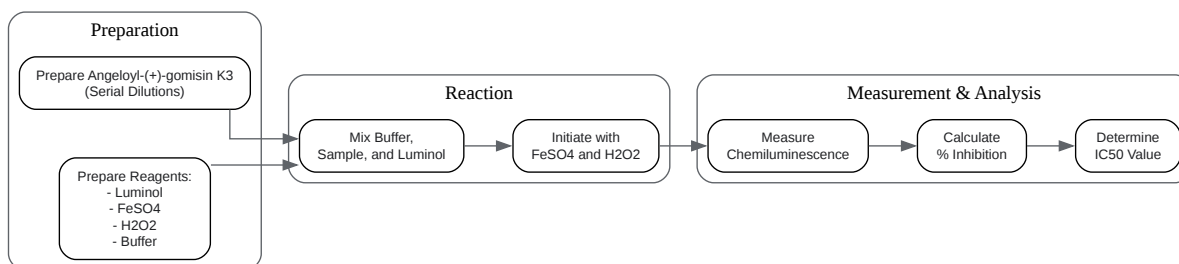 Preparation
Prepare Angeloyl-(+)-gomisin K3
(Serial Dilutions)
Prepare Reagents:
- Luminol
- FeSO4
- H2O2
- Buffer
Reaction
Mix Buffer,
Sample, and Luminol
Initiate with
FeSO4 and H2O2
Measurement & Analysis
Measure
Chemiluminescence
Calculate
% Inhibition
Determine
IC50 Value